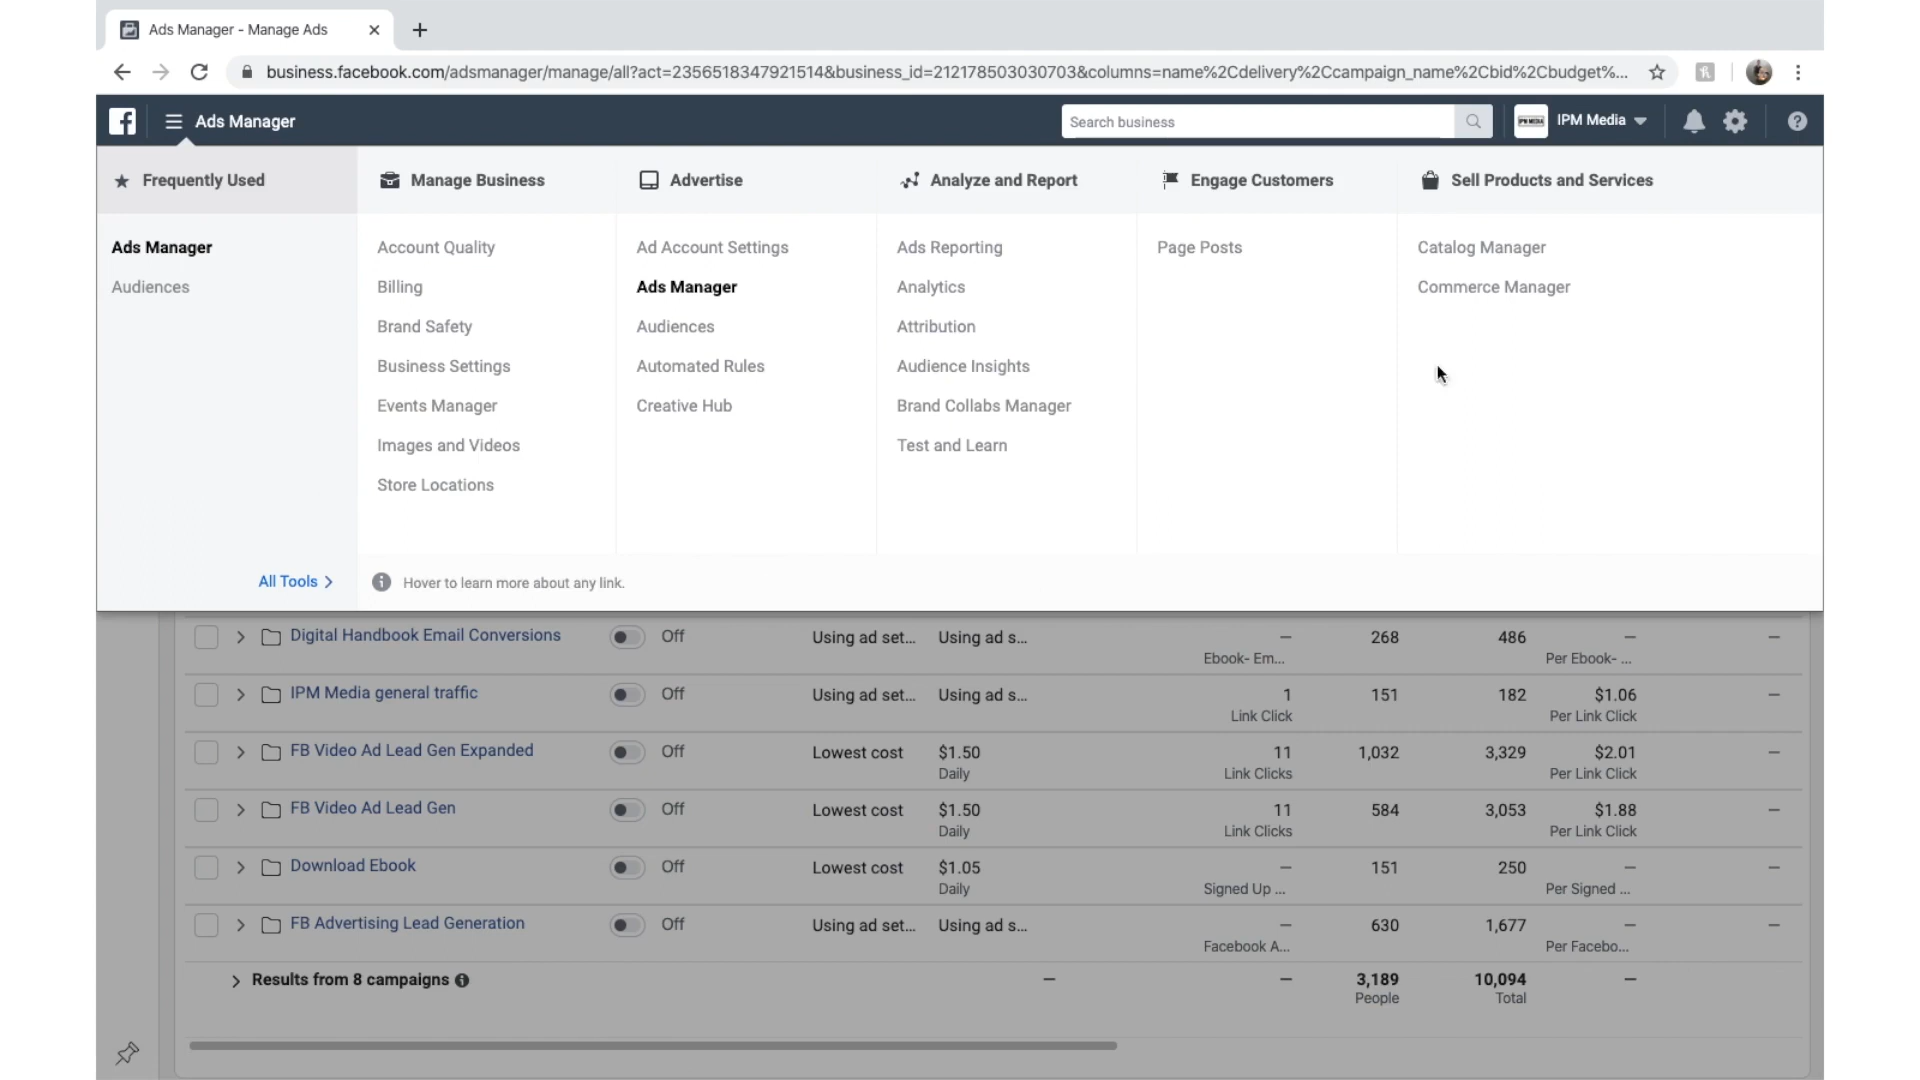 Ads Manager - Manage Ads
business.facebook.com/adsmanager/manage/all?act=2356518347921514&business_id=212178503030703&columns=name%2Cdelivery%2Ccampaign_name%2Cbid%2Cbudget%...
Ads Manager
Search business
IPM Media
Frequently Used
Manage Business
Advertise
Analyze and Report
Engage Customers
Sell Products and Services
Ads Manager
Account Quality
Ad Account Settings
Ads Reporting
Page Posts
Catalog Manager
Audiences
Billing
Ads Manager
Analytics
Commerce Manager
Brand Safety
Audiences
Attribution
Business Settings
Automated Rules
Audience Insights
Events Manager
Creative Hub
Brand Collabs Manager
Images and Videos
Test and Learn
Store Locations
All Tools
Hover to learn more about any link.
Digital Handbook Email Conversions Off Using ad set... Using ad s... — 268 486 — —
Ebook- Em... Per Ebook- ...
IPM Media general traffic Off Using ad set... Using ad s... 1 151 182 $1.06 —
Link Click Per Link Click
FB Video Ad Lead Gen Expanded Off Lowest cost $1.50 11 1,032 3,329 $2.01 —
Daily Link Clicks Per Link Click
FB Video Ad Lead Gen Off Lowest cost $1.50 11 584 3,053 $1.88 —
Daily Link Clicks Per Link Click
Download Ebook Off Lowest cost $1.05 — 151 250 — —
Daily Signed Up ... Per Signed ...
FB Advertising Lead Generation Off Using ad set... Using ad s... — 630 1,677 — —
Facebook A... Per Facebo...
Results from 8 campaigns — — 3,189 10,094 —
People Total